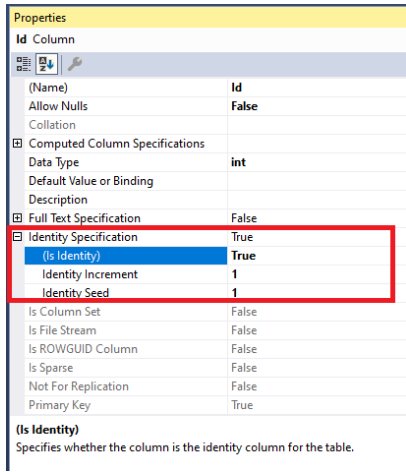 Properties
Id Column
(Name) Id
Allow Nulls False
Collation
Computed Column Specifications
Data Type int
Default Value or Binding
Description
Full Text Specification False
Identity Specification True
(Is Identity) True
Identity Increment 1
Identity Seed 1
Is Column Set False
Is File Stream False
Is ROWGUID Column False
Is Sparse False
Not For Replication False
Primary Key True
(Is Identity)
Specifies whether the column is the identity column for the table.